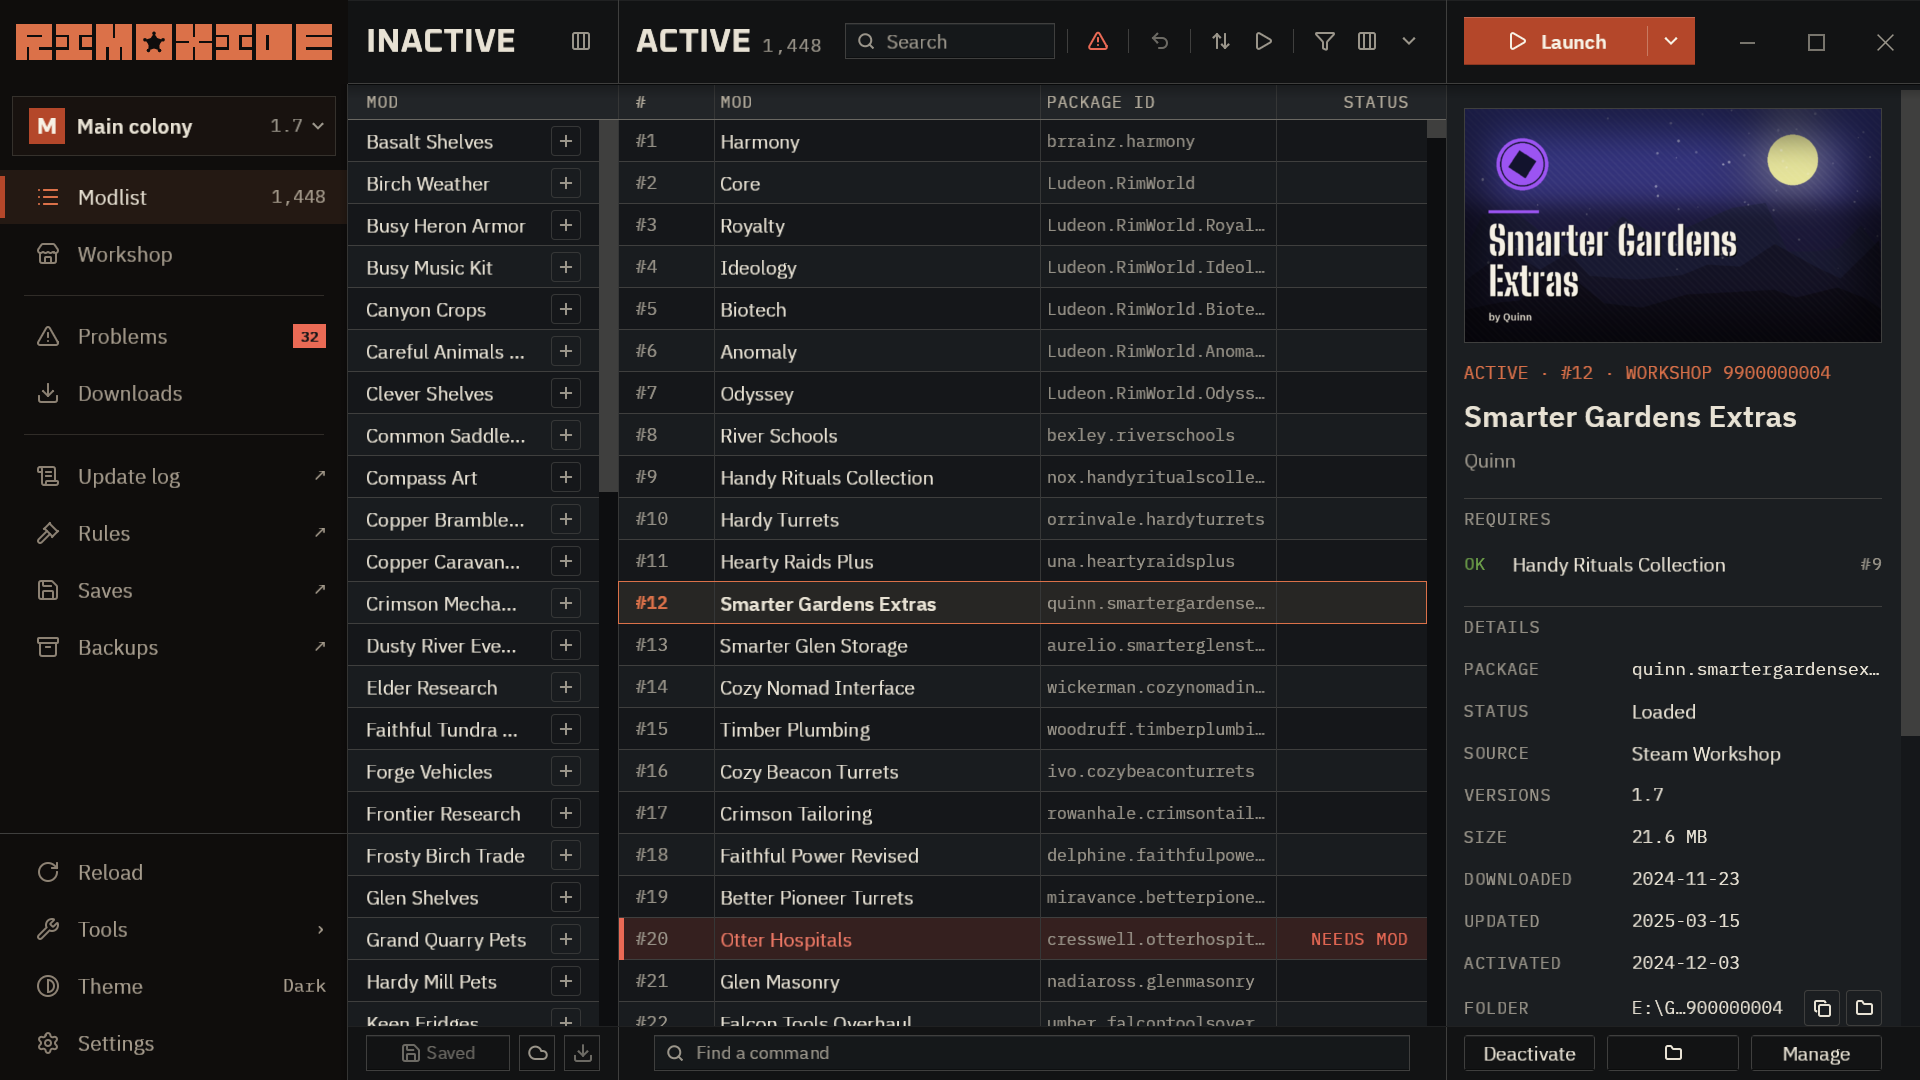 RIMOXIDE
M Main colony 1.7
Modlist 1,448
Workshop
Problems 32
Downloads
Update log
Rules
Saves
Backups
Reload
Tools
Theme Dark
Settings
INACTIVE
MOD
Basalt Shelves
Birch Weather
Busy Heron Armor
Busy Music Kit
Canyon Crops
Careful Animals ...
Clever Shelves
Common Saddle...
Compass Art
Copper Bramble...
Copper Caravan...
Crimson Mecha...
Dusty River Eve...
Elder Research
Faithful Tundra ...
Forge Vehicles
Frontier Research
Frosty Birch Trade
Glen Shelves
Grand Quarry Pets
Hardy Mill Pets
Keen Fridges
Saved
ACTIVE 1,448
Search
# MOD PACKAGE ID STATUS
#1 Harmony brrainz.harmony
#2 Core Ludeon.RimWorld
#3 Royalty Ludeon.RimWorld.Royal…
#4 Ideology Ludeon.RimWorld.Ideol…
#5 Biotech Ludeon.RimWorld.Biote…
#6 Anomaly Ludeon.RimWorld.Anoma…
#7 Odyssey Ludeon.RimWorld.Odyss…
#8 River Schools bexley.riverschools
#9 Handy Rituals Collection nox.handyritualscolle…
#10 Hardy Turrets orrinvale.hardyturrets
#11 Hearty Raids Plus una.heartyraidsplus
#12 Smarter Gardens Extras quinn.smartergardense…
#13 Smarter Glen Storage aurelio.smarterglenst…
#14 Cozy Nomad Interface wickerman.cozynomadin…
#15 Timber Plumbing woodruff.timberplumbi…
#16 Cozy Beacon Turrets ivo.cozybeaconturrets
#17 Crimson Tailoring rowanhale.crimsontail…
#18 Faithful Power Revised delphine.faithfulpowe…
#19 Better Pioneer Turrets miravance.betterpione…
#20 Otter Hospitals cresswell.otterhospit… NEEDS MOD
#21 Glen Masonry nadiaross.glenmasonry
#22 Falcon Tools Overhaul umber.falcontoolsover…
Find a command
Launch
Smarter Gardens
Extras
by Quinn
ACTIVE · #12 · WORKSHOP 9900000004
Smarter Gardens Extras
Quinn
REQUIRES
OK Handy Rituals Collection #9
DETAILS
PACKAGE quinn.smartergardensex…
STATUS Loaded
SOURCE Steam Workshop
VERSIONS 1.7
SIZE 21.6 MB
DOWNLOADED 2024-11-23
UPDATED 2025-03-15
ACTIVATED 2024-12-03
FOLDER E:\G…900000004
Deactivate
Manage